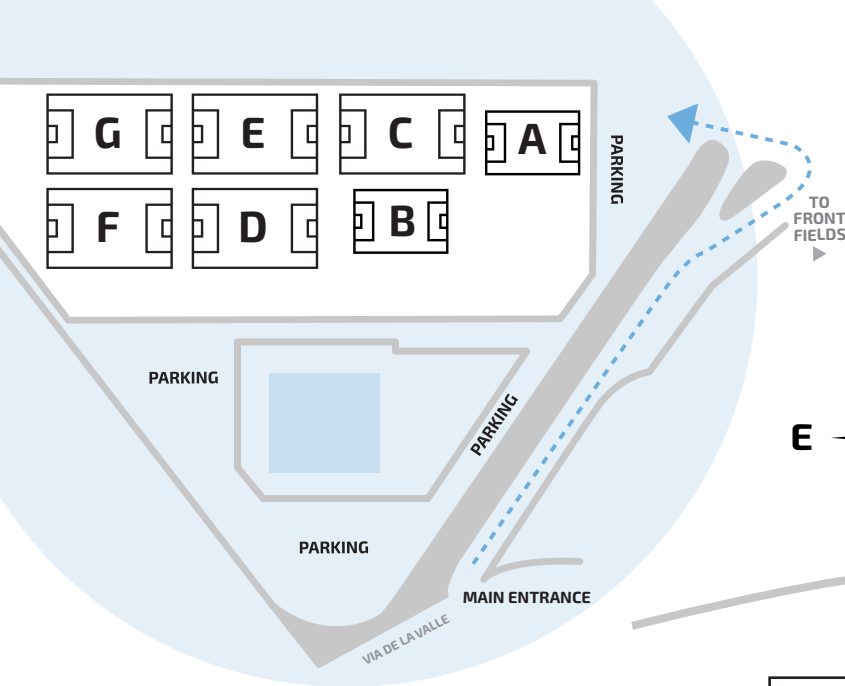 G
E
C
A
F
D
B
PARKING
TO
FRONT
FIELDS
PARKING
PARKING
E
PARKING
MAIN ENTRANCE
VIA DE LA VALLE